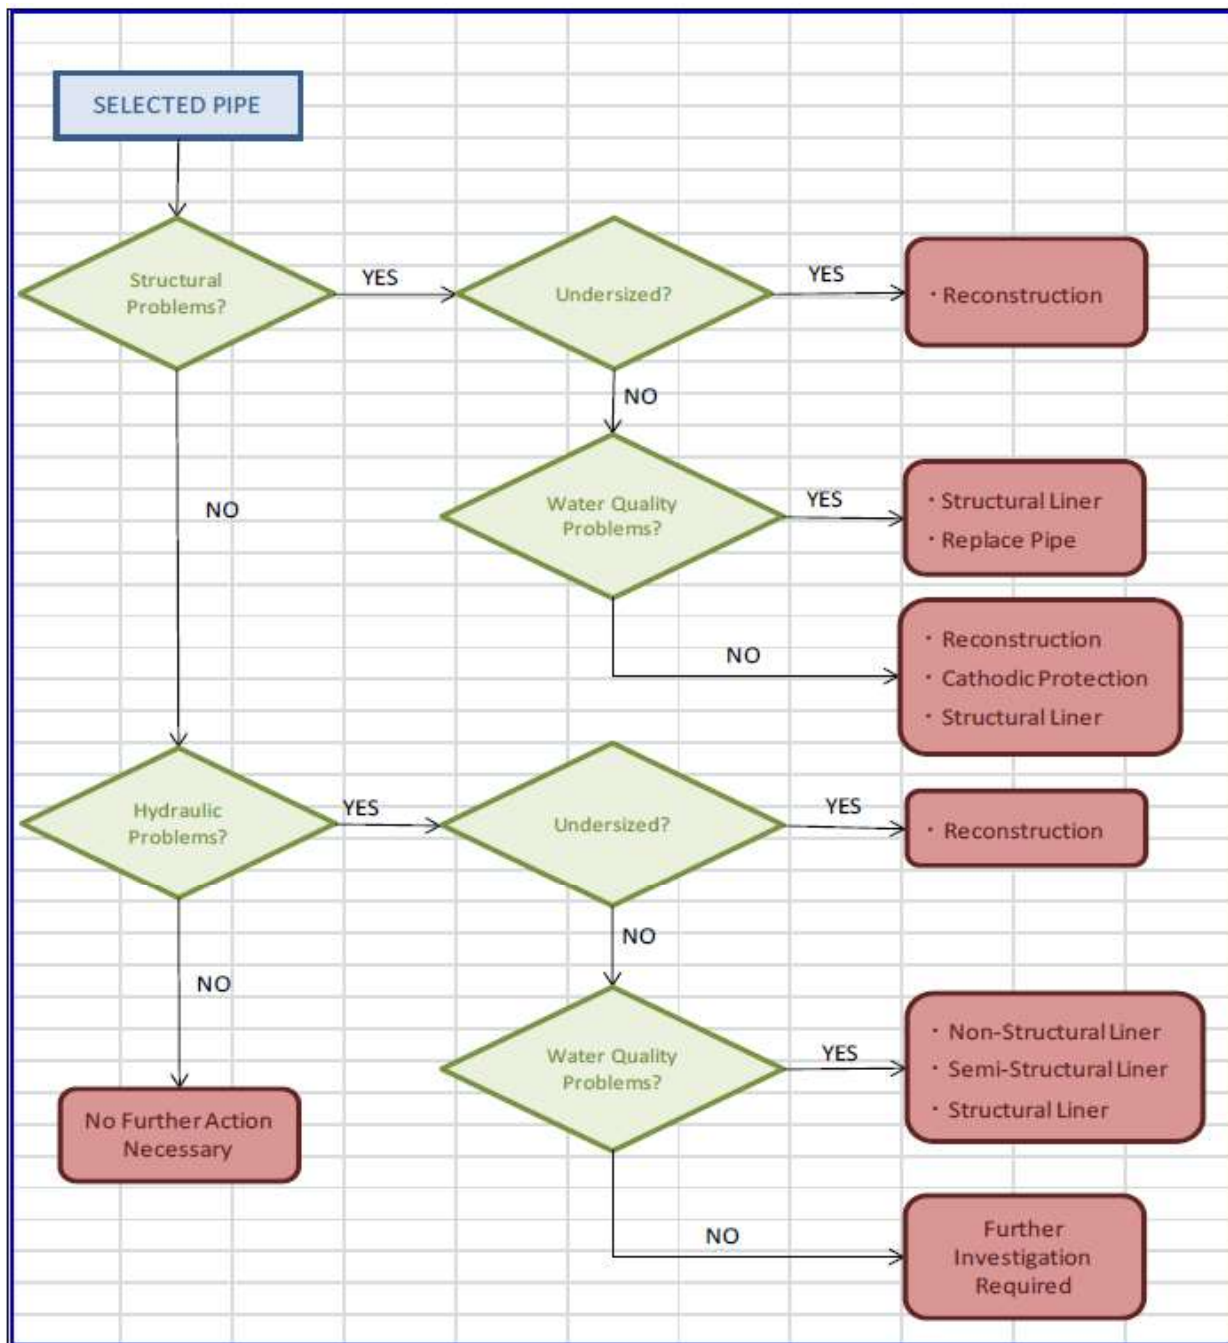 SELECTED PIPE
Structural
Problems?
YES
Undersized?
YES
· Reconstruction
NO
Water Quality
Problems?
YES
· Structural Liner
· Replace Pipe
NO
NO
· Reconstruction
· Cathodic Protection
· Structural Liner
Hydraulic
Problems?
YES
Undersized?
YES
· Reconstruction
NO
NO
Water Quality
Problems?
YES
· Non-Structural Liner
· Semi-Structural Liner
· Structural Liner
No Further Action
Necessary
NO
Further
Investigation
Required